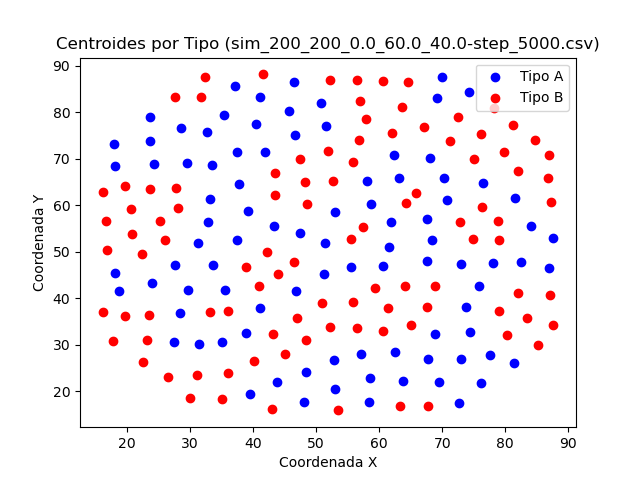 Centroides por Tipo (sim_200_200_0.0_60.0_40.0-step_5000.csv)
Tipo A
Tipo B
90
80
70
60
50
40
30
20
Coordenada Y
20 30 40 50 60 70 80 90
Coordenada X